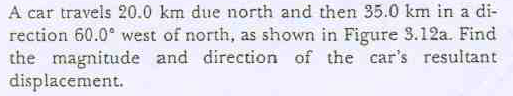 A car travels 20.0 km due north and then 35.0 km in a di-
rection 60.0° west of north, as shown in Figure 3.12a. Find
the magnitude and direction of the car's resultant
displacement.